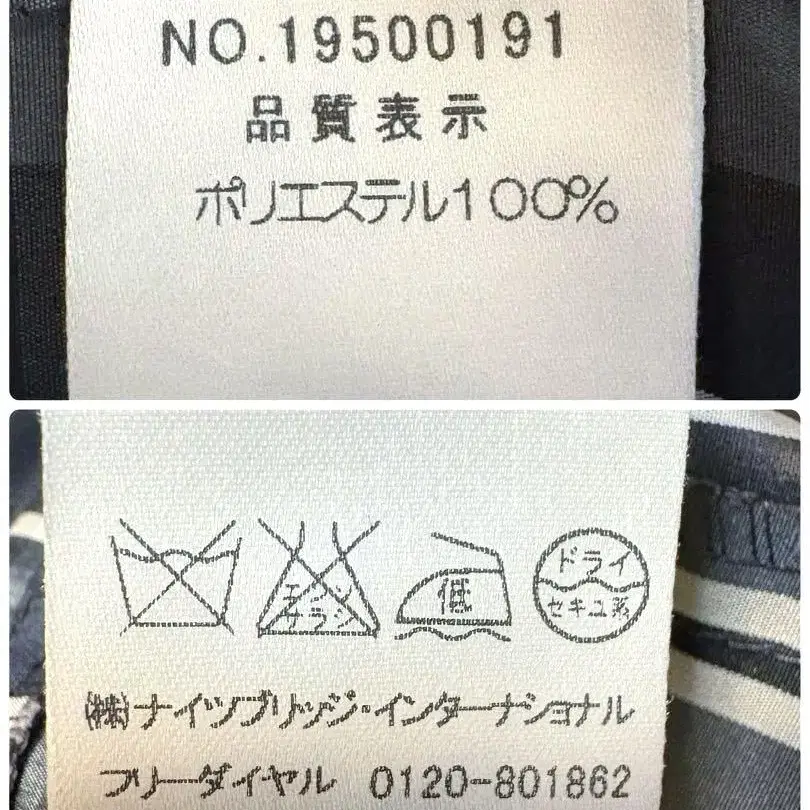 NO.19500191
品質表示
ポリエステル100%
エンソ
サラシ
低
ドライ
セキユ系
㈱ナイツブリッジ・インターナショナル
フリーダイヤル 0120-801862